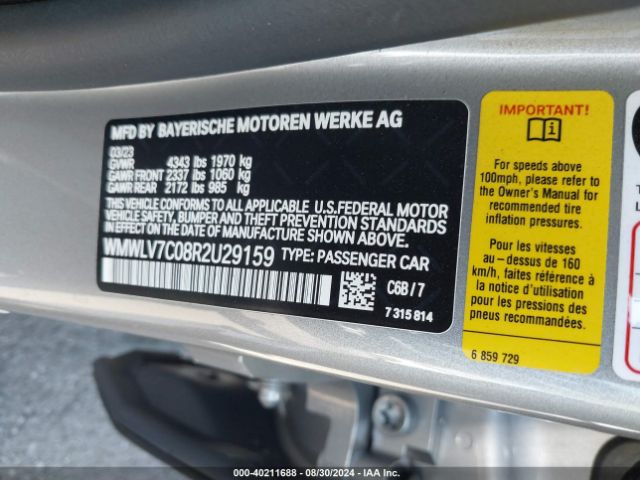 MFD BY BAYERISCHE MOTOREN WERKE AG
03/23
GVWR 4343 lbs 1970 kg
GAWR FRONT 2337 lbs 1060 kg
GAWR REAR 2172 lbs 985 kg
THIS VEHICLE CONFORMS TO ALL APPLICABLE U.S.FEDERAL MOTOR
VEHICLE SAFETY, BUMPER AND THEFT PREVENTION STANDARDS
IN EFFECT ON THE DATE OF MANUFACTURE SHOWN ABOVE.
WMWLV7C08R2U29159 TYPE: PASSENGER CAR
C6B / 7
7 315 814
IMPORTANT!
For speeds above
100mph, please refer to
the Owner's Manual for
recommended tire
inflation pressures.
Pour les vitesses
au-dessus de 160
km/h, faites référence à
la notice d'utilisation
pour les pressions des
pneus recommandées.
6 859 729
000-40211688 - 08/30/2024 - IAA Inc.